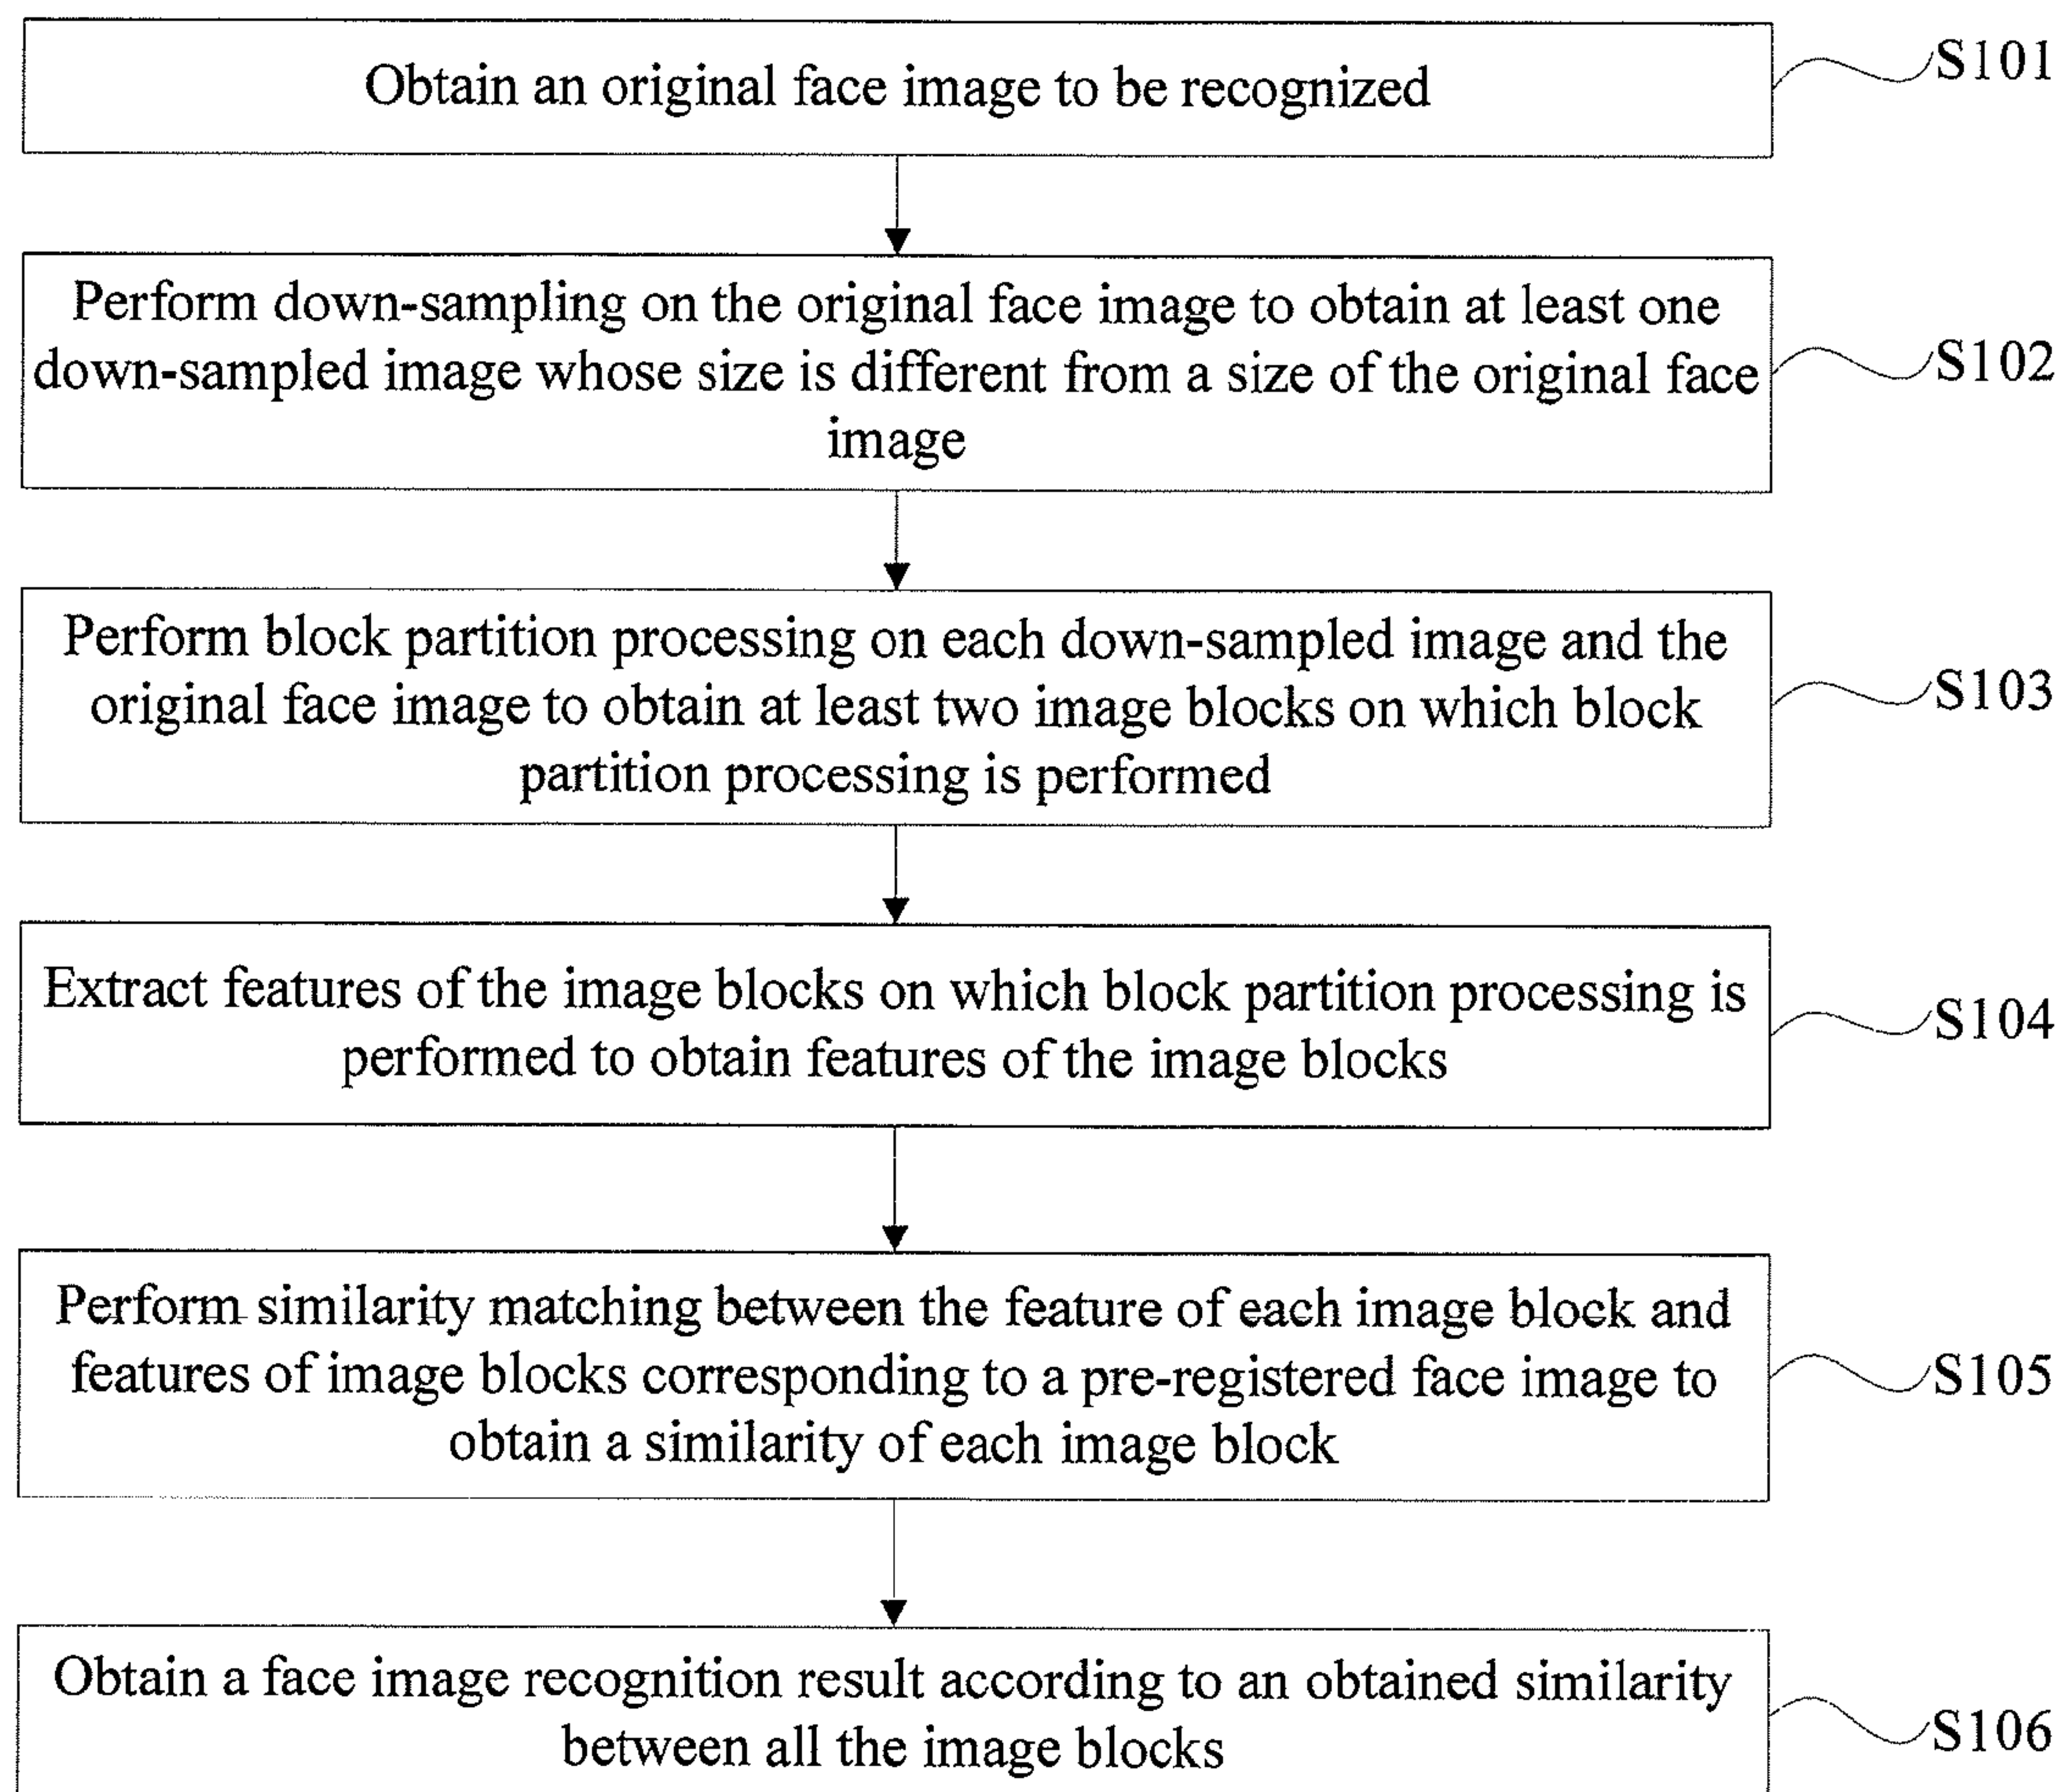 Obtain an original face image to be recognized
S101
Perform down-sampling on the original face image to obtain at least one
down-sampled image whose size is different from a size of the original face
image
S102
Perform block partition processing on each down-sampled image and the
original face image to obtain at least two image blocks on which block
partition processing is performed
S103
Extract features of the image blocks on which block partition processing is
performed to obtain features of the image blocks
S104
Perform similarity matching between the feature of each image block and
features of image blocks corresponding to a pre-registered face image to
obtain a similarity of each image block
S105
Obtain a face image recognition result according to an obtained similarity
between all the image blocks
S106